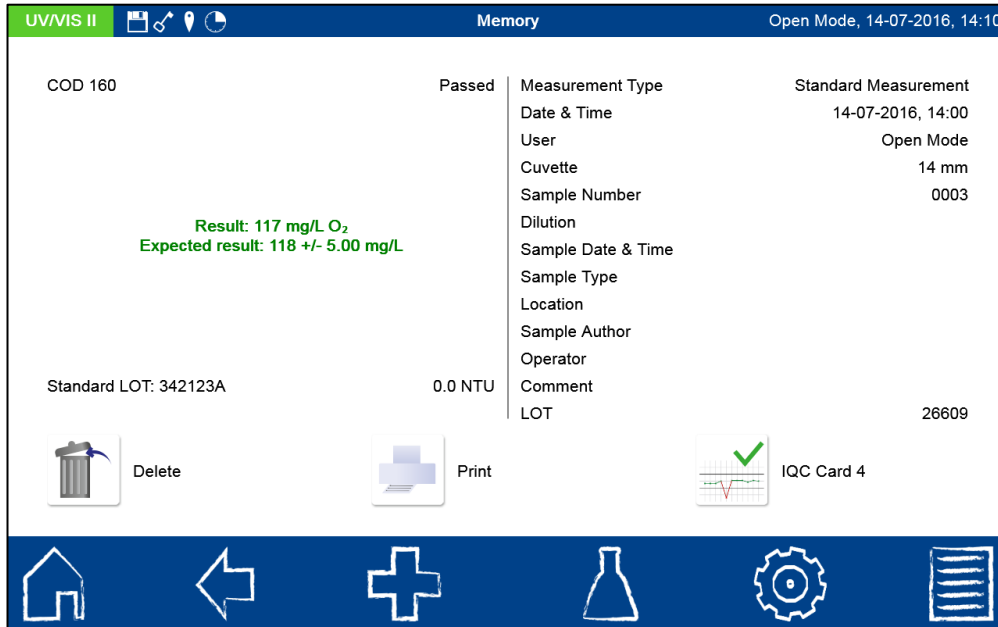 UV/VIS II Memory Open Mode, 14-07-2016, 14:10
COD 160 Passed
Result: 117 mg/L O₂
Expected result: 118 +/- 5.00 mg/L
Standard LOT: 342123A 0.0 NTU
Measurement Type Standard Measurement
Date & Time 14-07-2016, 14:00
User Open Mode
Cuvette 14 mm
Sample Number 0003
Dilution
Sample Date & Time
Sample Type
Location
Sample Author
Operator
Comment
LOT 26609
Delete Print IQC Card 4